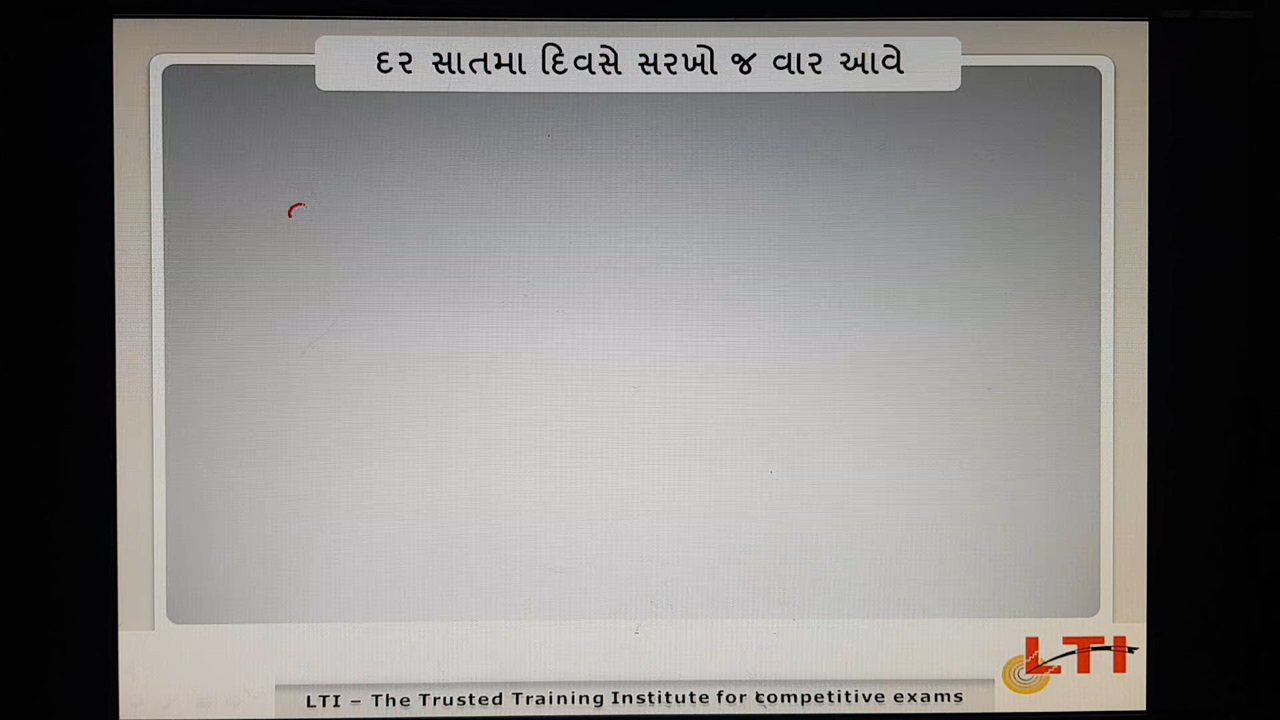 દર સાતમા દિવસે સરખો જ વાર આવે
LTI
LTI – The Trusted Training Institute for competitive exams